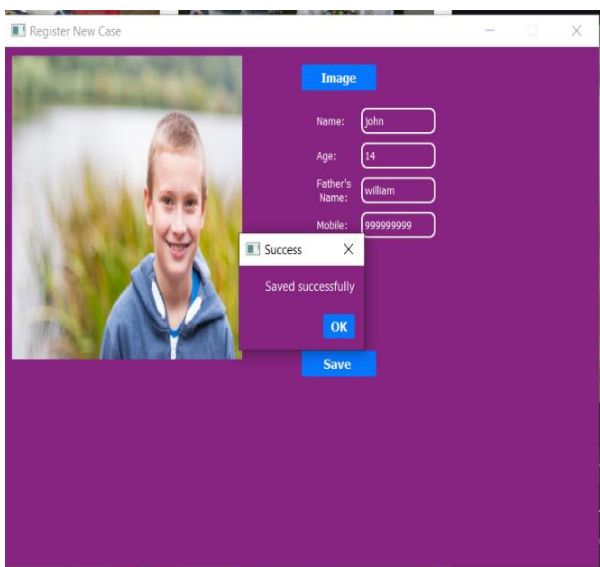 Register New Case
Image
Name: john
Age: 14
Father's
Name: william
Mobile: 999999999
Success
Saved successfully
OK
Save